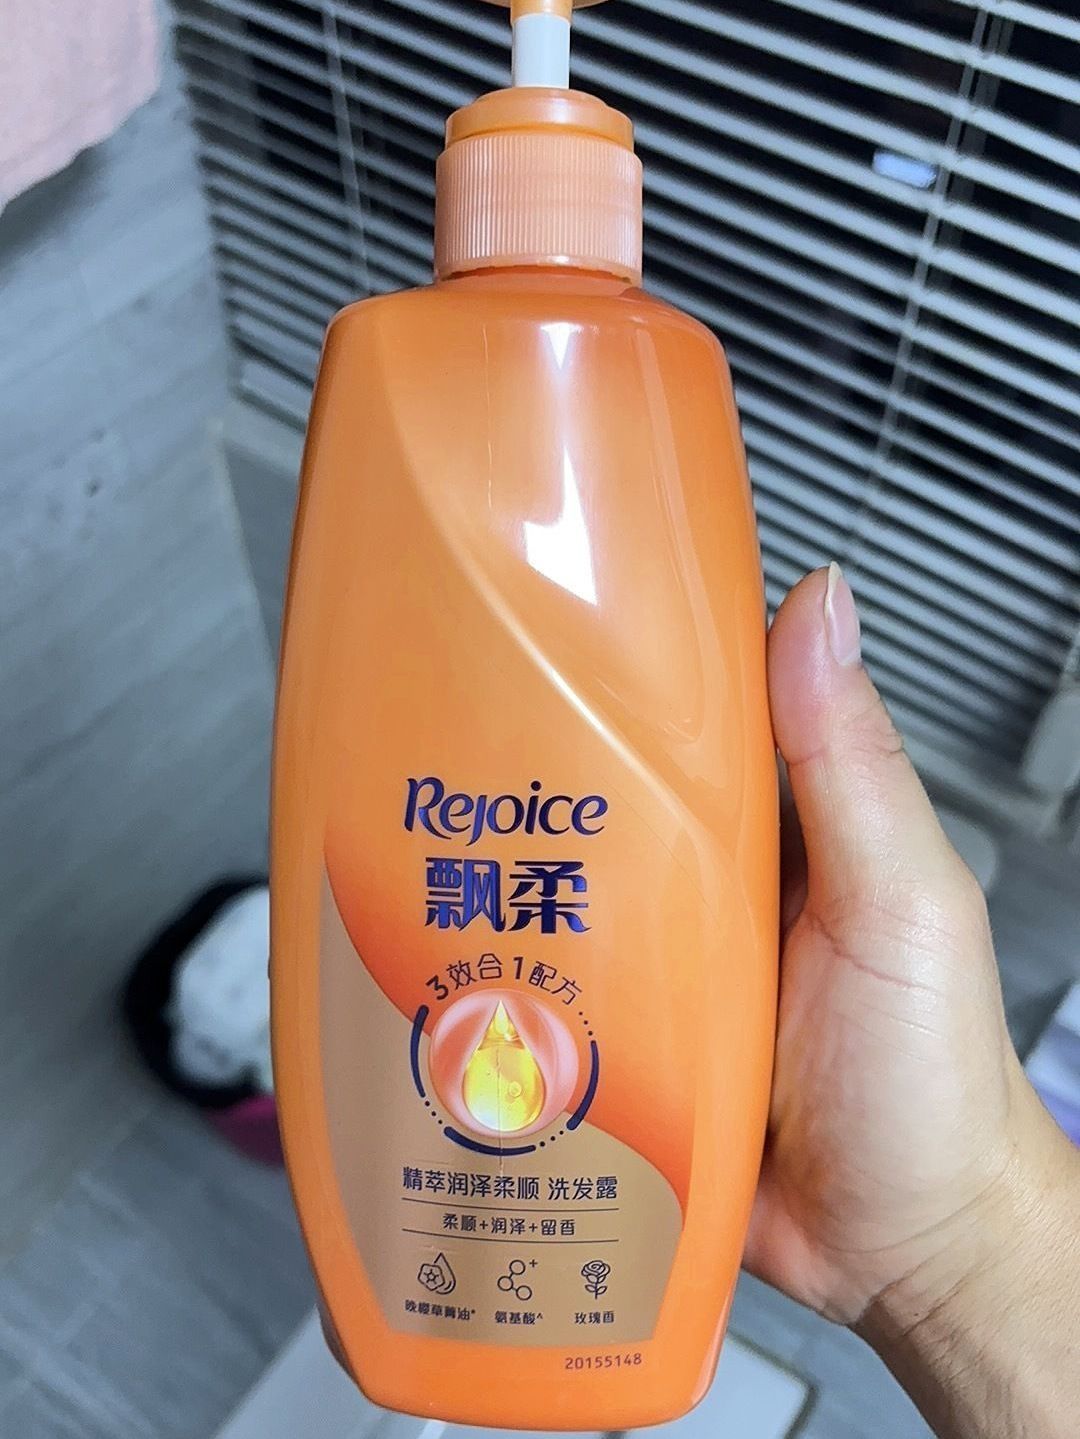 Rejoice
飘柔
3效合1配方
精萃润泽柔顺 洗发露
柔顺+润泽+留香
晚樱草菁油* 氨基酸^ 玫瑰香
20155148